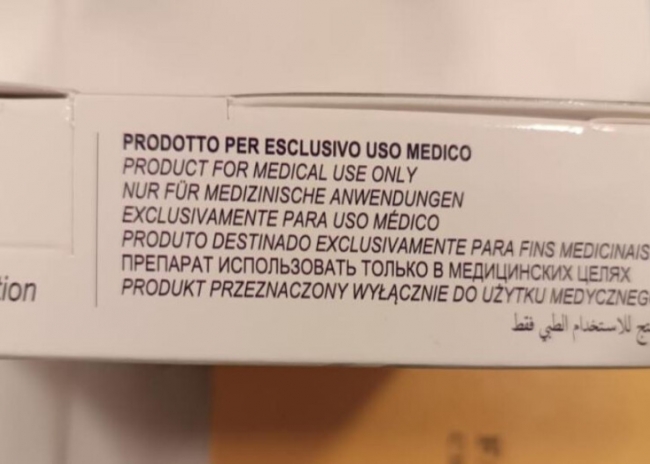 PRODOTTO PER ESCLUSIVO USO MEDICO
PRODUCT FOR MEDICAL USE ONLY
NUR FÜR MEDIZINISCHE ANWENDUNGEN
EXCLUSIVAMENTE PARA USO MÉDICO
PRODUTO DESTINADO EXCLUSIVAMENTE PARA FINS MEDICINAIS
ПРЕПАРАТ ИСПОЛЬЗОВАТЬ ТОЛЬКО В МЕДИЦИНСКИХ ЦЕЛЯХ
tion
PRODUKT PRZEZNACZONY WYŁĄCZNIE DO UŻYTKU MEDYCZNEG
للاستخدام الطبي فقط